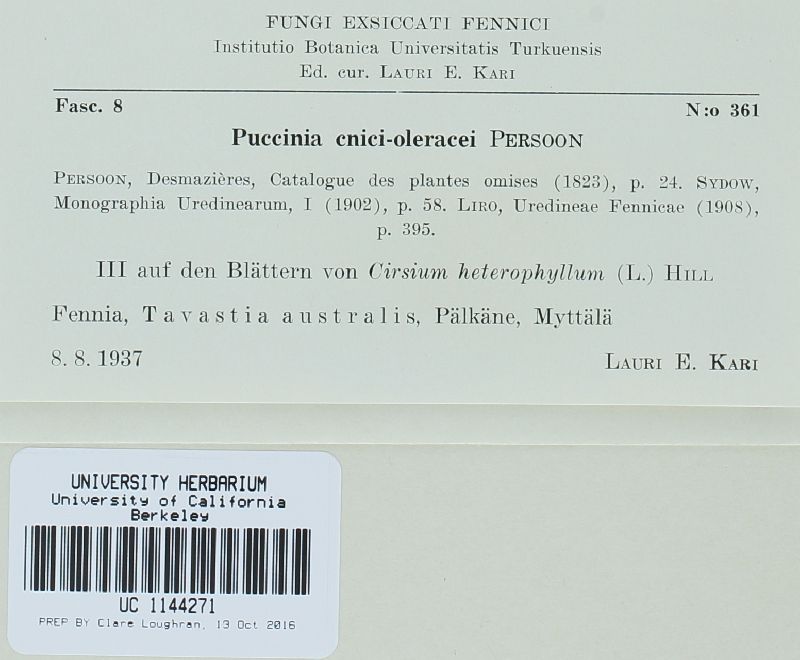 FUNGI EXSICCATI FENNICI
Institutio Botanica Universitatis Turkuensis
Ed. cur. LAURI E. KARI
Fasc. 8 N:o 361
Puccinia cnici-oleracei PERSOON
PERSOON, Desmazières, Catalogue des plantes omises (1823), p. 24. SYDOW,
Monographia Uredinearum, I (1902), p. 58. LIRO, Uredineae Fennicae (1908),
p. 395.
III auf den Blättern von Cirsium heterophyllum (L.) HILL
Fennia, Tavastia australis, Pälkäne, Myttälä
8. 8. 1937 LAURI E. KARI
UNIVERSITY HERBARIUM
University of California
Berkeley
UC 1144271
PREP BY Clare Loughran, 13 Oct 2016